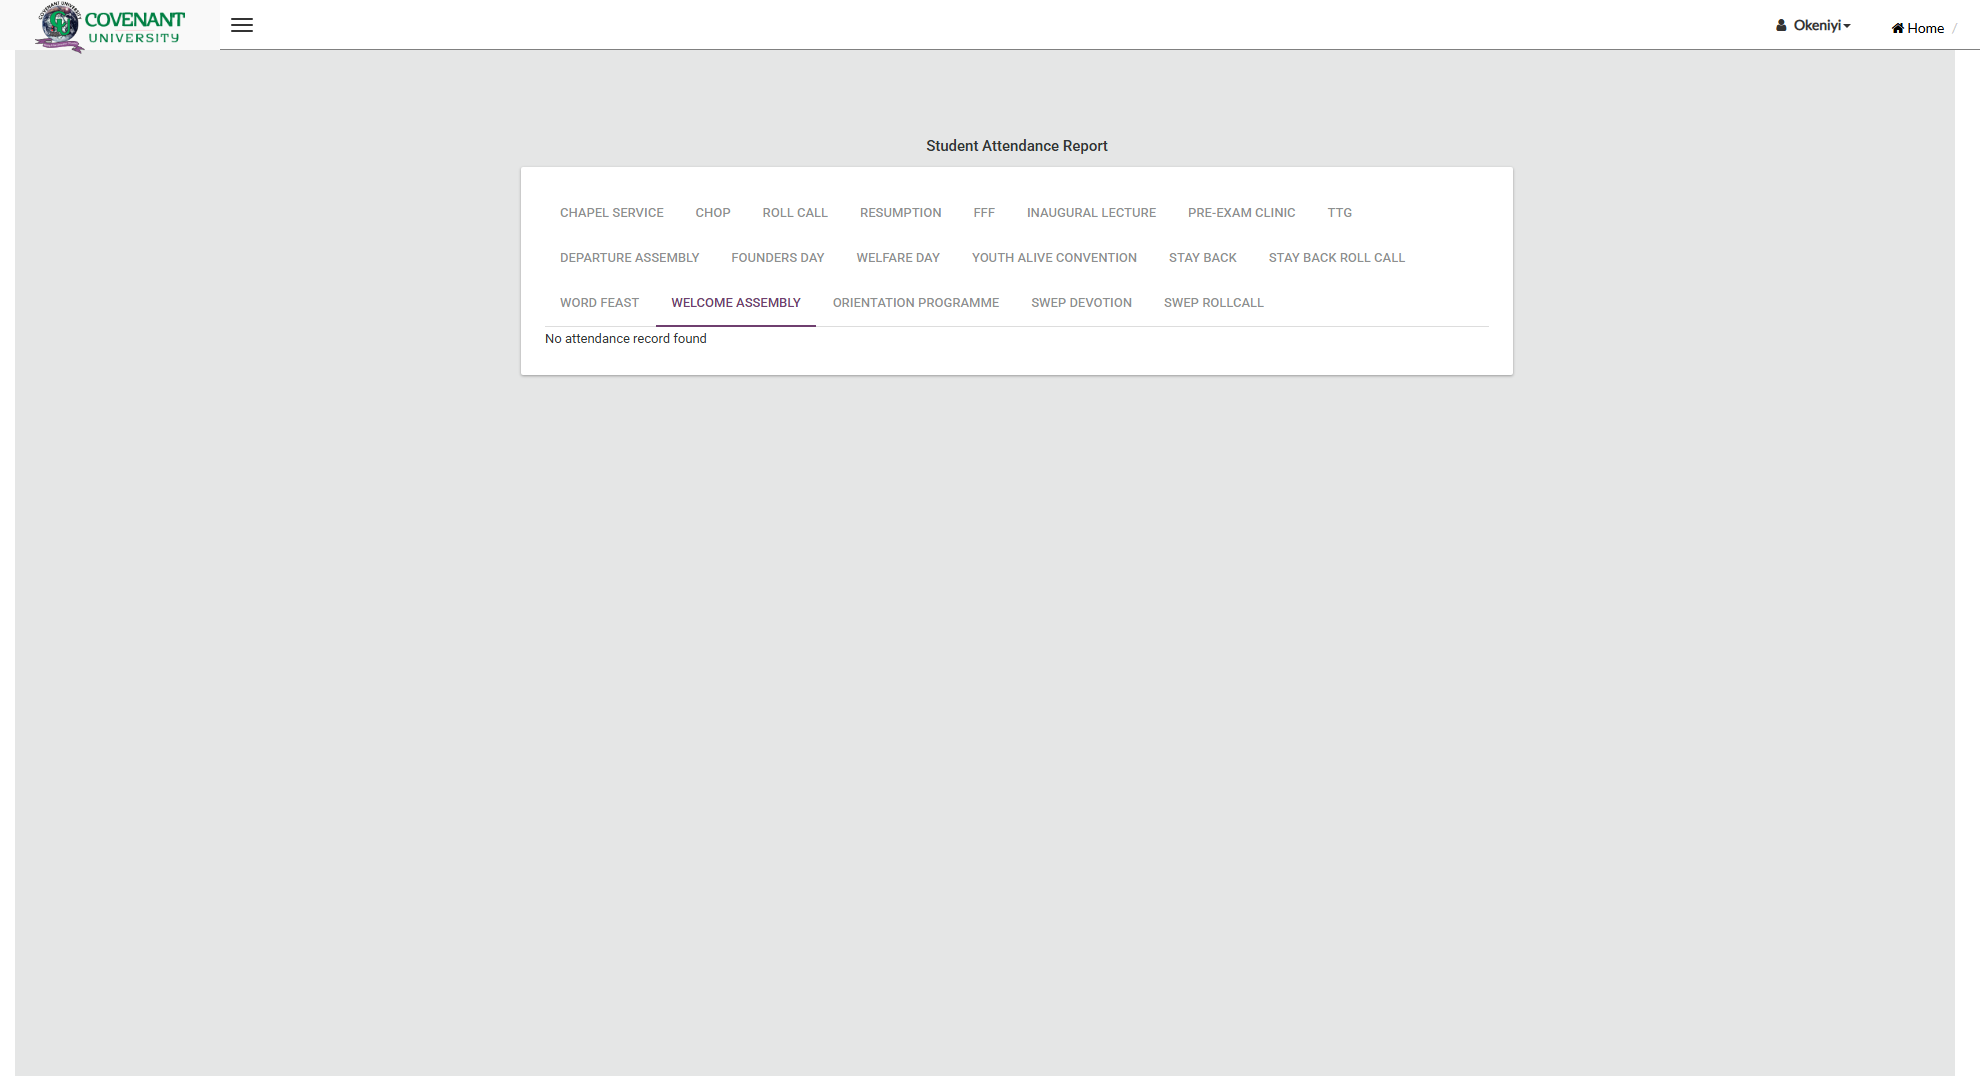 COVENANT
UNIVERSITY
Okeniyi
Home /
Student Attendance Report
CHAPEL SERVICE CHOP ROLL CALL RESUMPTION FFF INAUGURAL LECTURE PRE-EXAM CLINIC TTG
DEPARTURE ASSEMBLY FOUNDERS DAY WELFARE DAY YOUTH ALIVE CONVENTION STAY BACK STAY BACK ROLL CALL
WORD FEAST WELCOME ASSEMBLY ORIENTATION PROGRAMME SWEP DEVOTION SWEP ROLLCALL
No attendance record found